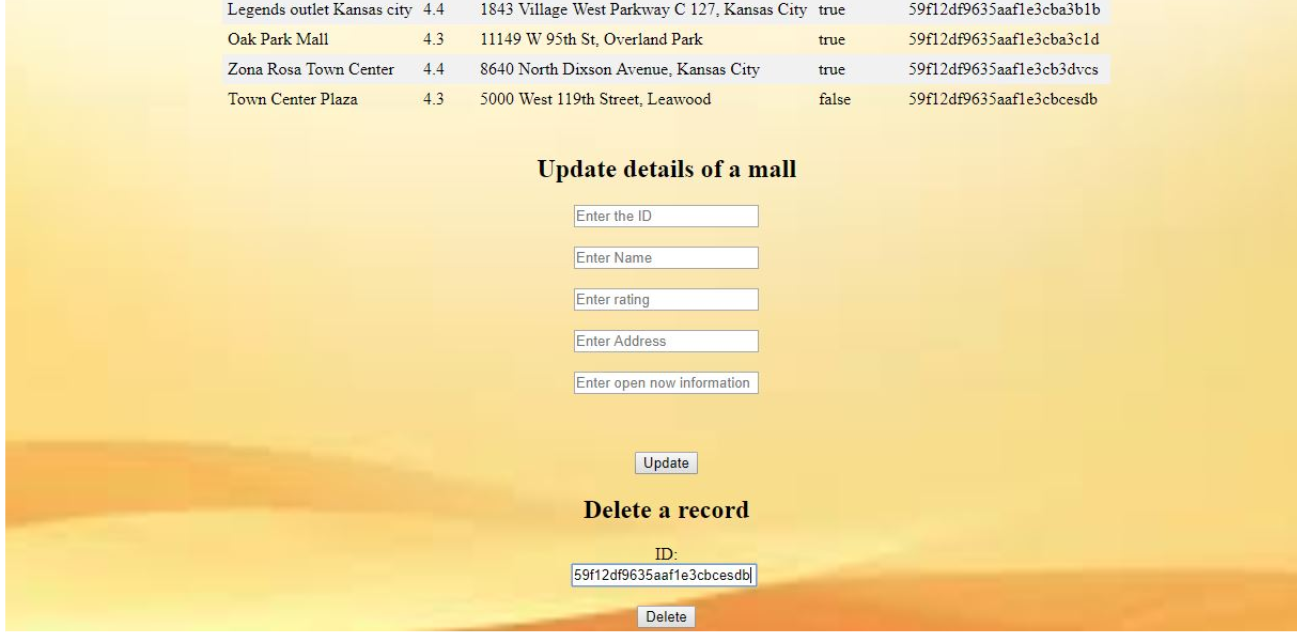 Legends outlet Kansas city 4.4 1843 Village West Parkway C 127, Kansas City true 59f12df9635aaf1e3cba3b1b
Oak Park Mall 4.3 11149 W 95th St, Overland Park true 59f12df9635aaf1e3cba3c1d
Zona Rosa Town Center 4.4 8640 North Dixson Avenue, Kansas City true 59f12df9635aaf1e3cb3dvcs
Town Center Plaza 4.3 5000 West 119th Street, Leawood false 59f12df9635aaf1e3cbcesdb
Update details of a mall
Enter the ID
Enter Name
Enter rating
Enter Address
Enter open now information
Update
Delete a record
ID:
59f12df9635aaf1e3cbcesdb
Delete